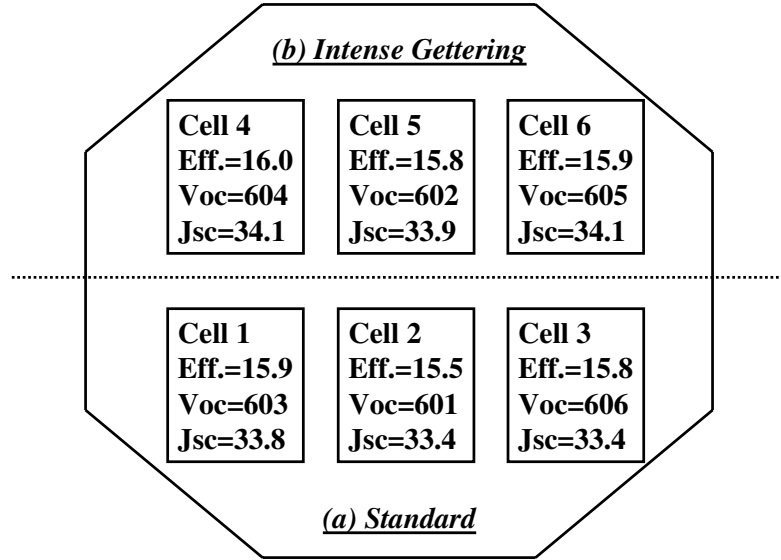 (b) Intense Gettering
Cell 4
Eff.=16.0
Voc=604
Jsc=34.1
Cell 5
Eff.=15.8
Voc=602
Jsc=33.9
Cell 6
Eff.=15.9
Voc=605
Jsc=34.1
Cell 1
Eff.=15.9
Voc=603
Jsc=33.8
Cell 2
Eff.=15.5
Voc=601
Jsc=33.4
Cell 3
Eff.=15.8
Voc=606
Jsc=33.4
(a) Standard